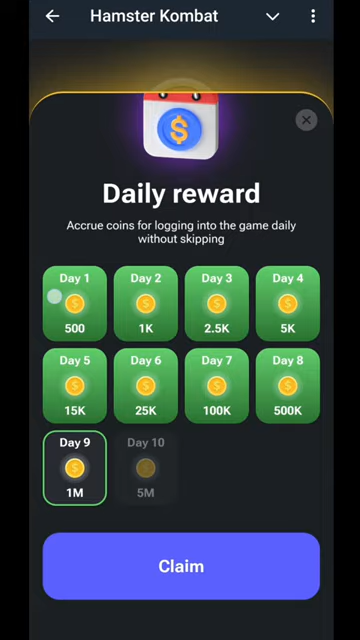 Hamster Kombat
Daily reward
Accrue coins for logging into the game daily
without skipping
Day 1
Day 2
Day 3
Day 4
500
1K
2.5K
5K
Day 5
Day 6
Day 7
Day 8
15K
25K
100K
500K
Day 9
Day 10
1M
5M
Claim